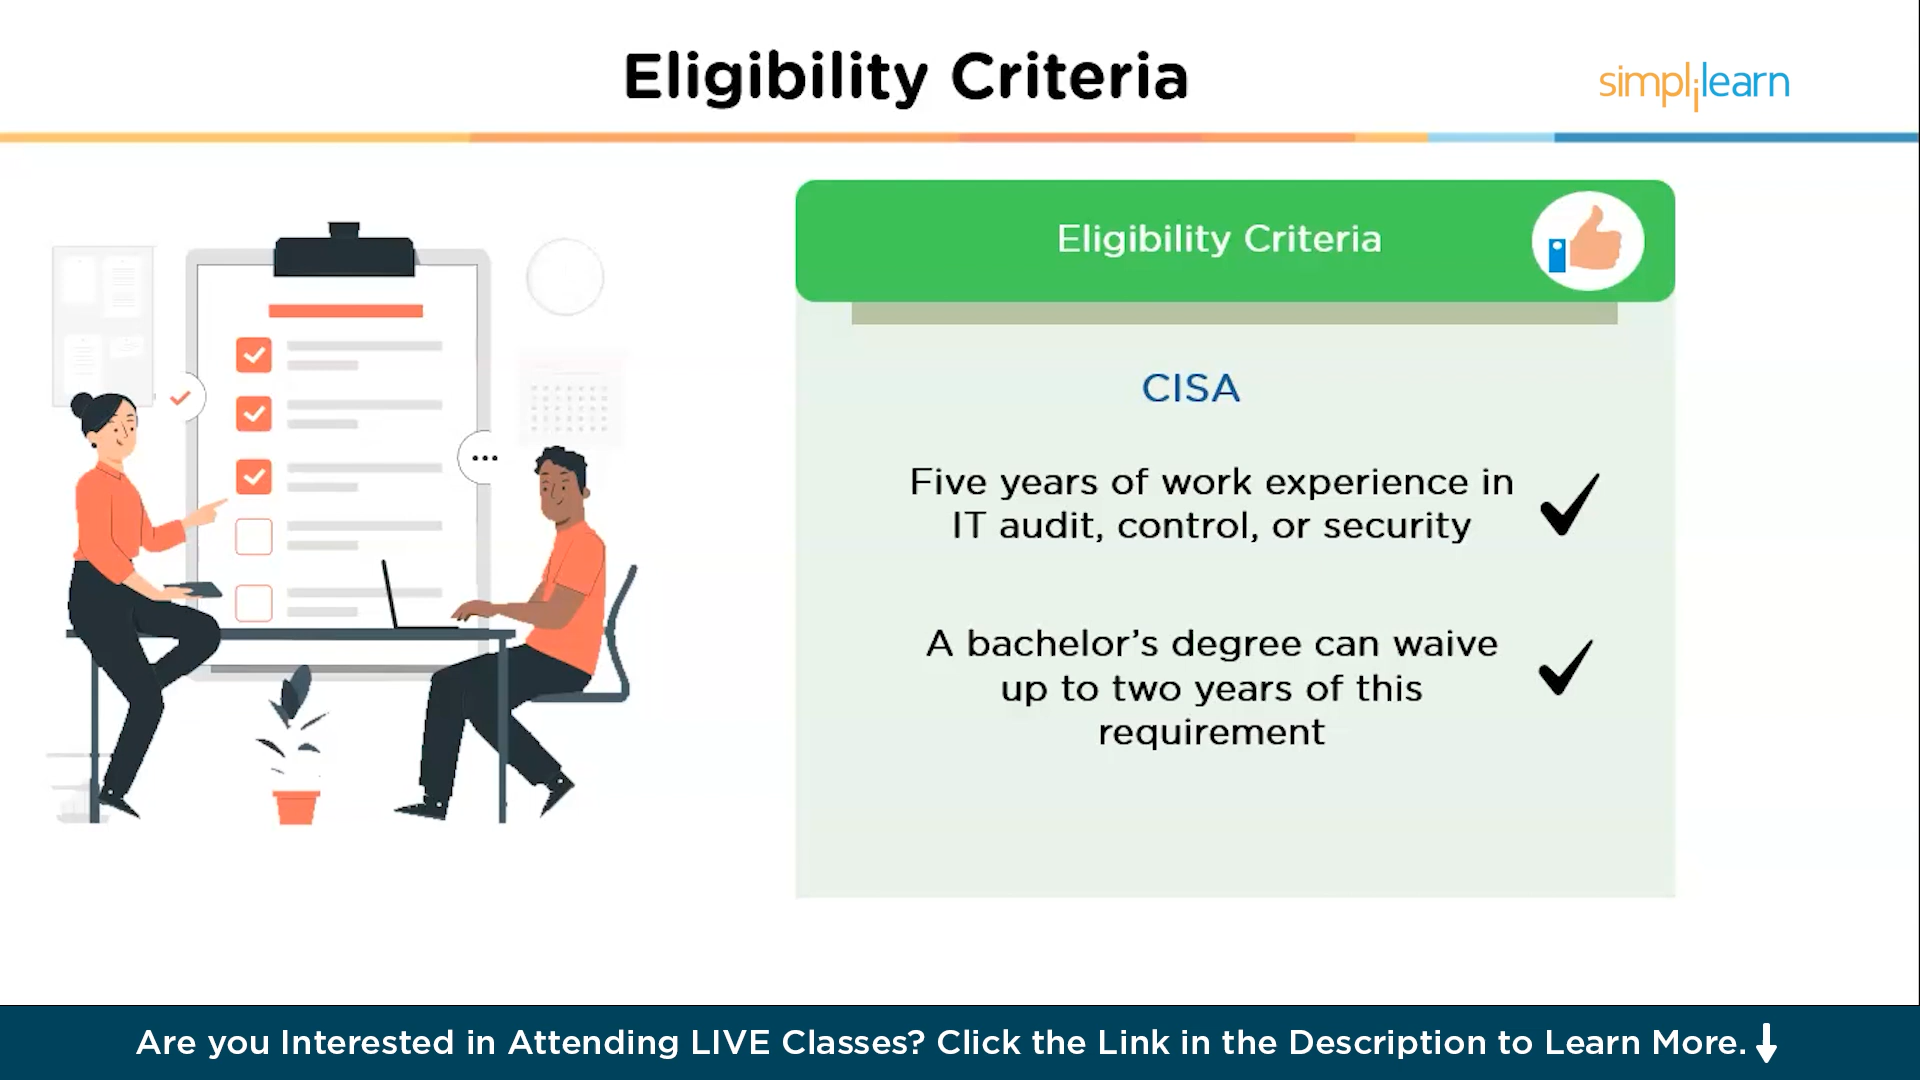 Eligibility Criteria
simplilearn
Eligibility Criteria
CISA
Five years of work experience in
IT audit, control, or security
A bachelor’s degree can waive
up to two years of this
requirement
Are you Interested in Attending LIVE Classes? Click the Link in the Description to Learn More.